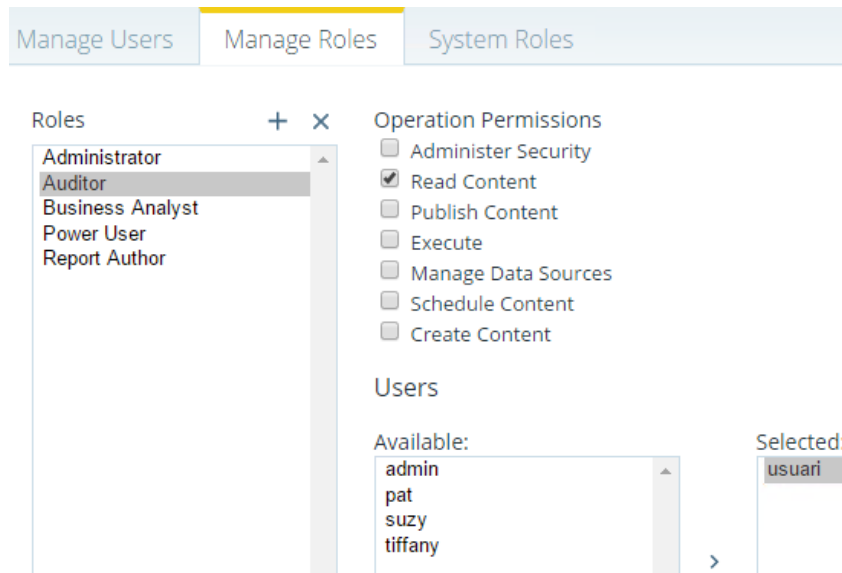 Manage Users Manage Roles System Roles
Roles
Administrator
Auditor
Business Analyst
Power User
Report Author
Operation Permissions
Administer Security
Read Content
Publish Content
Execute
Manage Data Sources
Schedule Content
Create Content
Users
Available:
admin
pat
suzy
tiffany
Selected:
usuari